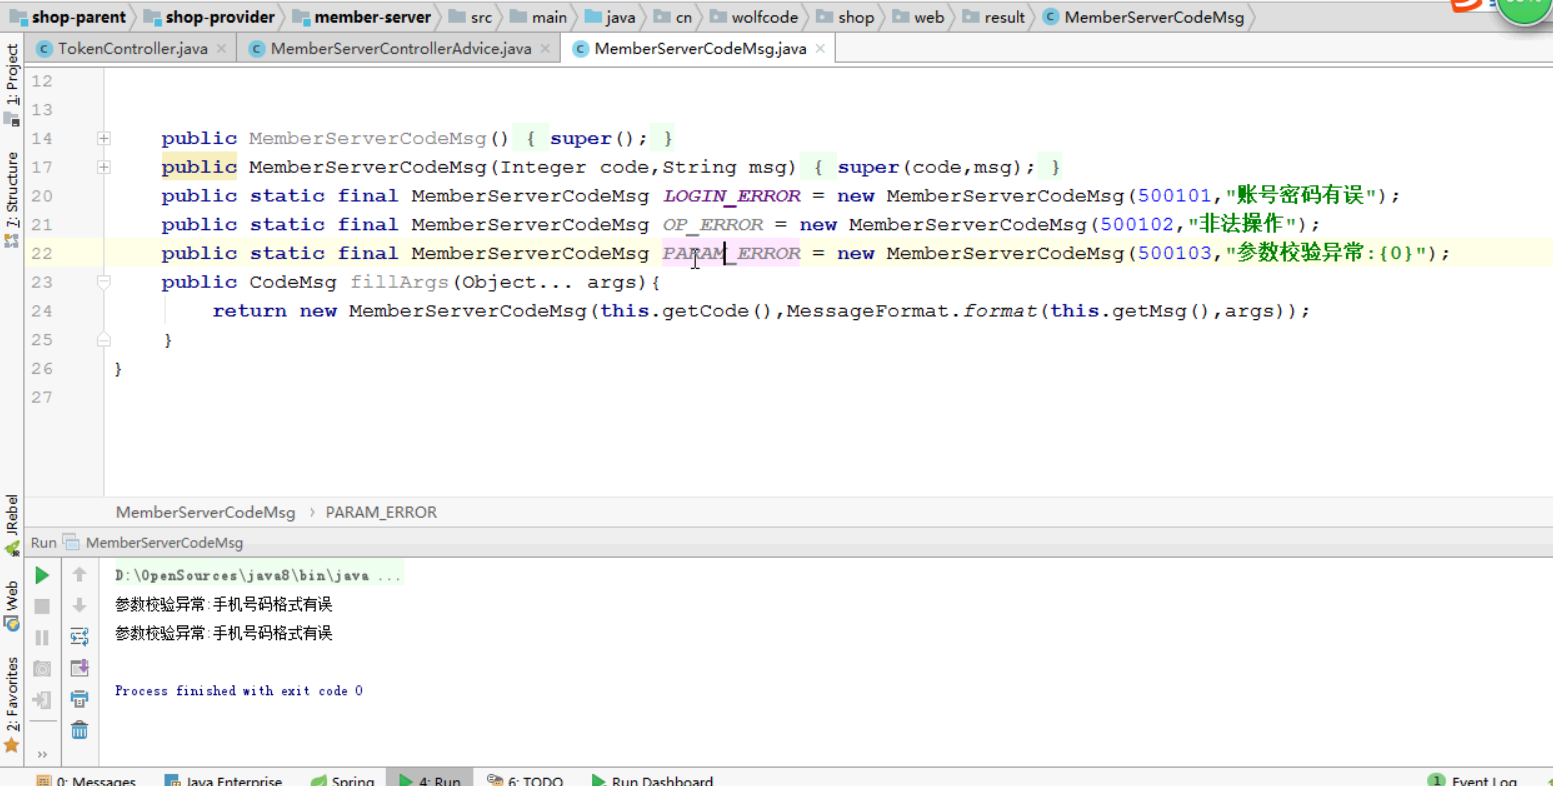 shop-parent shop-provider member-server src main java cn wolfcode shop web result MemberServerCodeMsg
TokenController.java MemberServerControllerAdvice.java MemberServerCodeMsg.java
1: Project
7: Structure
JRebel
Web
2: Favorites
12
13
14 public MemberServerCodeMsg() { super(); }
17 public MemberServerCodeMsg(Integer code,String msg) { super(code,msg); }
20 public static final MemberServerCodeMsg LOGIN_ERROR = new MemberServerCodeMsg(500101,"账号密码有误");
21 public static final MemberServerCodeMsg OP_ERROR = new MemberServerCodeMsg(500102,"非法操作");
22 public static final MemberServerCodeMsg PARAM_ERROR = new MemberServerCodeMsg(500103,"参数校验异常:{0}");
23 public CodeMsg fillArgs(Object... args){
24 return new MemberServerCodeMsg(this.getCode(),MessageFormat.format(this.getMsg(),args));
25 }
26 }
27
MemberServerCodeMsg › PARAM_ERROR
Run MemberServerCodeMsg
D:\OpenSources\java8\bin\java ...
参数校验异常:手机号码格式有误
参数校验异常:手机号码格式有误
Process finished with exit code 0
0: Messages Java Enterprise Spring 4: Run 6: TODO Run Dashboard 1 Event Log